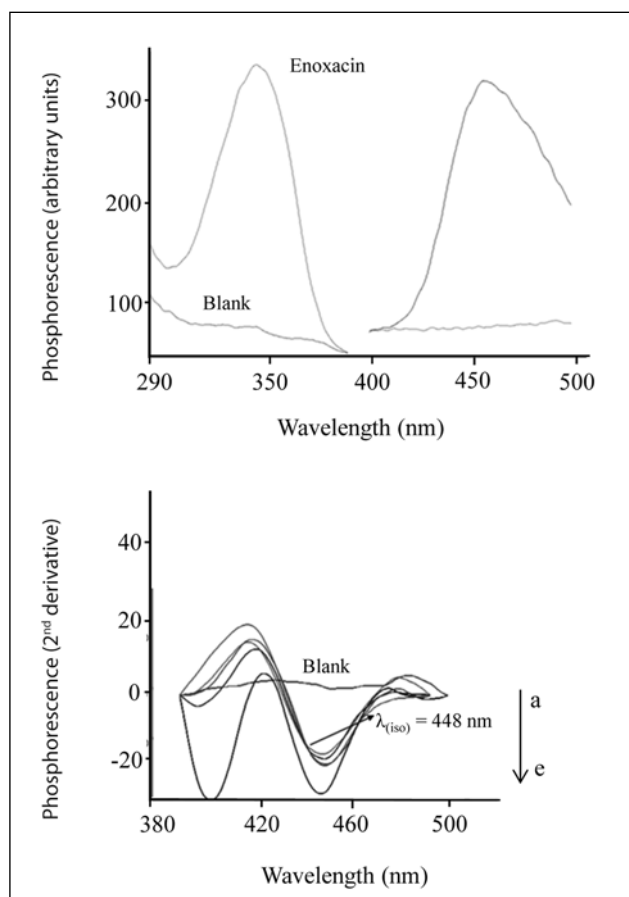 Phosphorescence (arbitrary units)
Enoxacin
300
200
Blank
100
290
350
400
450
500
Wavelength (nm)
Phosphorescence (2nd derivative)
40
20
Blank
0
a
λ(iso) = 448 nm
-20
e
380
420
460
500
Wavelength (nm)